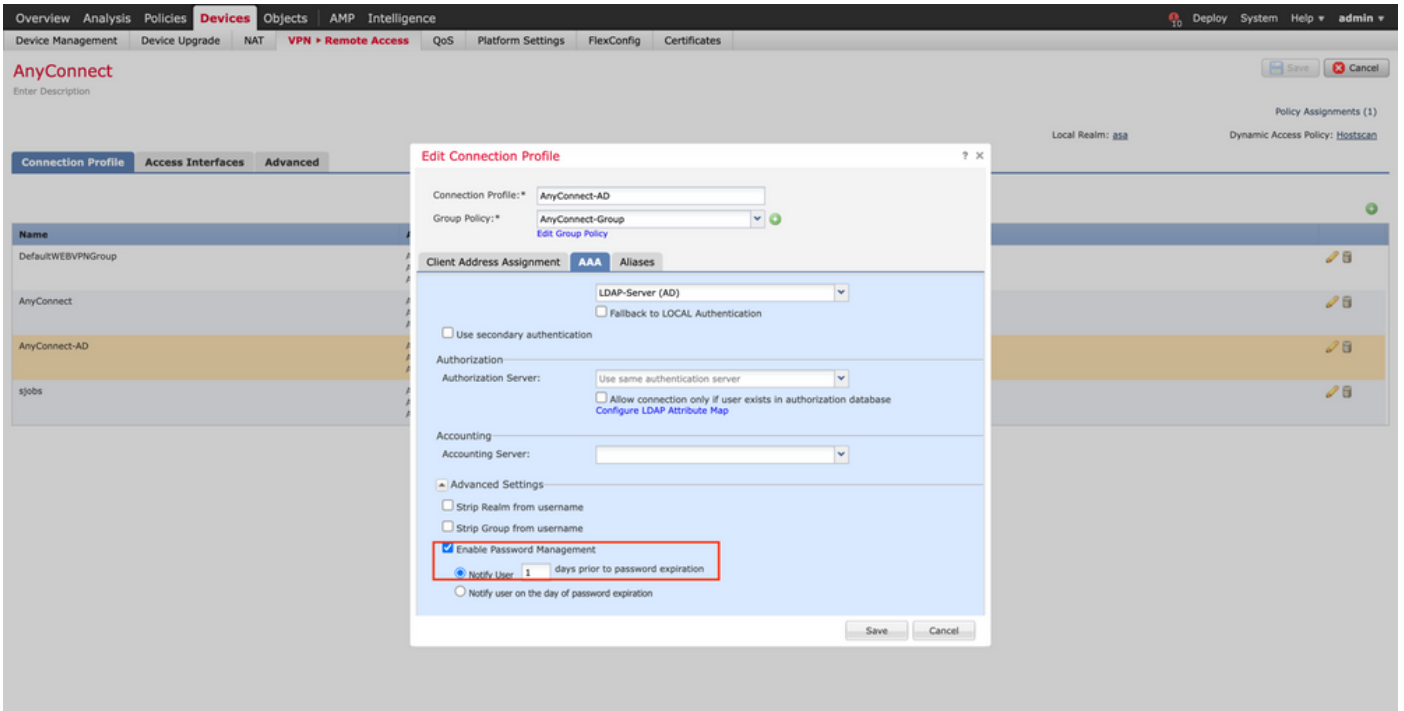 Overview Analysis Policies Devices Objects AMP Intelligence 10 Deploy System Help admin
Device Management Device Upgrade NAT VPN ▸ Remote Access QoS Platform Settings FlexConfig Certificates
AnyConnect
Save Cancel
Enter Description
Policy Assignments (1)
Local Realm: asa Dynamic Access Policy: Hostscan
Connection Profile Access Interfaces Advanced
Name
DefaultWEBVPNGroup
AnyConnect
AnyConnect-AD
sjobs
Edit Connection Profile ? ×
Connection Profile:* AnyConnect-AD
Group Policy:* AnyConnect-Group
Edit Group Policy
Client Address Assignment AAA Aliases
LDAP-Server (AD)
Fallback to LOCAL Authentication
Use secondary authentication
Authorization
Authorization Server: Use same authentication server
Allow connection only if user exists in authorization database
Configure LDAP Attribute Map
Accounting
Accounting Server:
Advanced Settings
Strip Realm from username
Strip Group from username
Enable Password Management
Notify User 1 days prior to password expiration
Notify user on the day of password expiration
Save Cancel